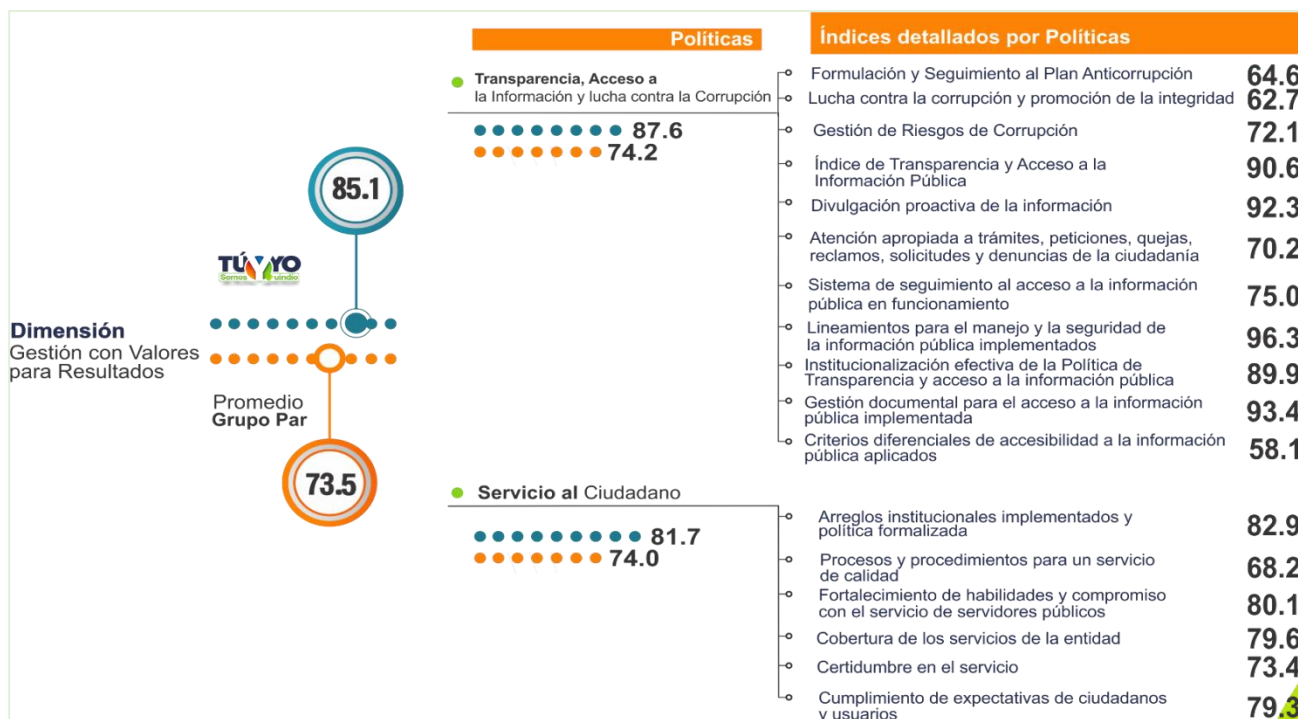 Políticas
Índices detallados por Políticas
Transparencia, Acceso a
la Información y lucha contra la Corrupción
87.6
74.2
Formulación y Seguimiento al Plan Anticorrupción 64.6
Lucha contra la corrupción y promoción de la integridad 62.7
Gestión de Riesgos de Corrupción 72.1
Índice de Transparencia y Acceso a la
Información Pública 90.6
Divulgación proactiva de la información 92.3
Atención apropiada a trámites, peticiones, quejas,
reclamos, solicitudes y denuncias de la ciudadanía 70.2
Sistema de seguimiento al acceso a la información
pública en funcionamiento 75.0
Lineamientos para el manejo y la seguridad de
la información pública implementados 96.3
Institucionalización efectiva de la Política de
Transparencia y acceso a la información pública 89.9
Gestión documental para el acceso a la información
pública implementada 93.4
Criterios diferenciales de accesibilidad a la información
pública aplicados 58.1
85.1
TÚ Y YO
Somos Quindío
Dimensión
Gestión con Valores
para Resultados
Promedio
Grupo Par
73.5
Servicio al Ciudadano
81.7
74.0
Arreglos institucionales implementados y
política formalizada 82.9
Procesos y procedimientos para un servicio
de calidad 68.2
Fortalecimiento de habilidades y compromiso
con el servicio de servidores públicos 80.1
Cobertura de los servicios de la entidad 79.6
Certidumbre en el servicio 73.4
Cumplimiento de expectativas de ciudadanos
y usuarios 79.3